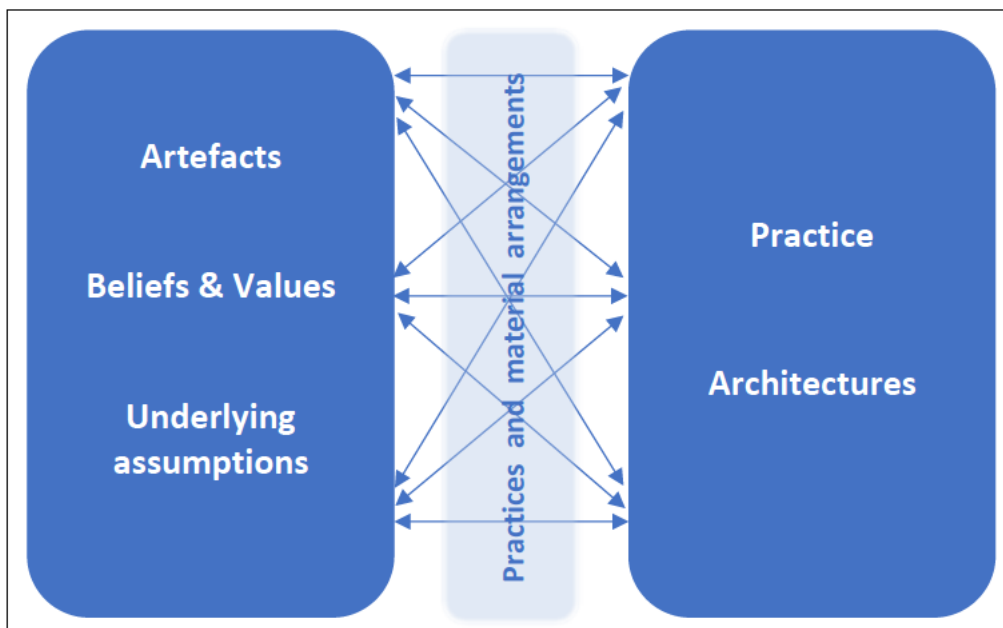 Artefacts
Beliefs & Values
Underlying
assumptions
Practices and material arrangements
Practice
Architectures